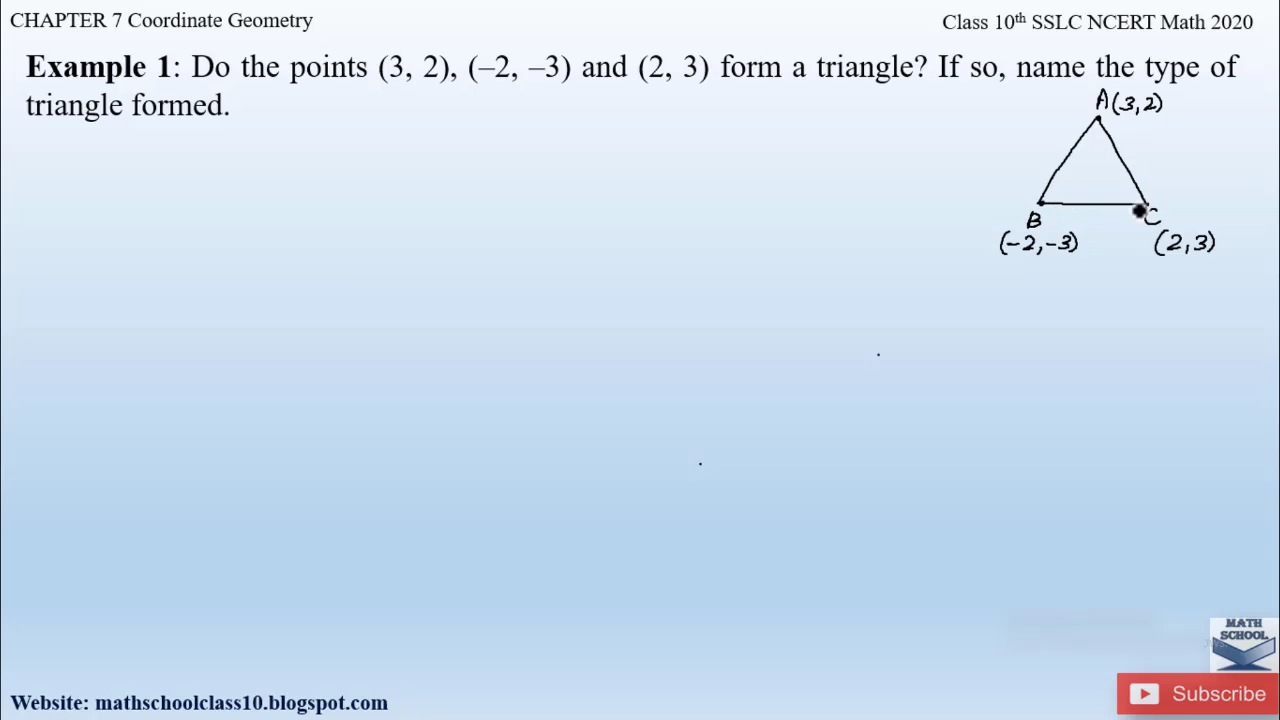 CHAPTER 7 Coordinate Geometry
Class 10th SSLC NCERT Math 2020
Example 1: Do the points (3, 2), (–2, –3) and (2, 3) form a triangle? If so, name the type of
triangle formed.
A(3,2)
B
C
(-2,-3)
(2,3)
MATH
SCHOOL
Subscribe
Website: mathschoolclass10.blogspot.com